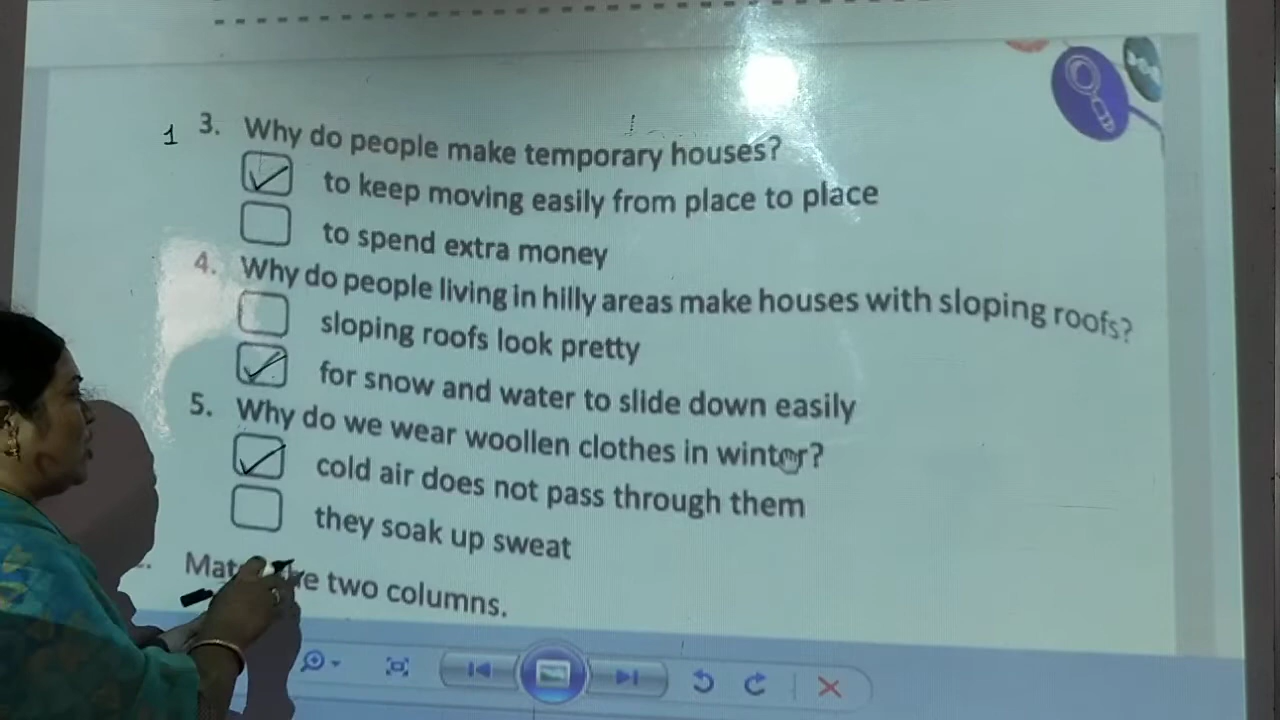 1 3. Why do people make temporary houses?
to keep moving easily from place to place
to spend extra money
4. Why do people living in hilly areas make houses with sloping roofs?
sloping roofs look pretty
for snow and water to slide down easily
5. Why do we wear woollen clothes in winter?
cold air does not pass through them
they soak up sweat
two columns.